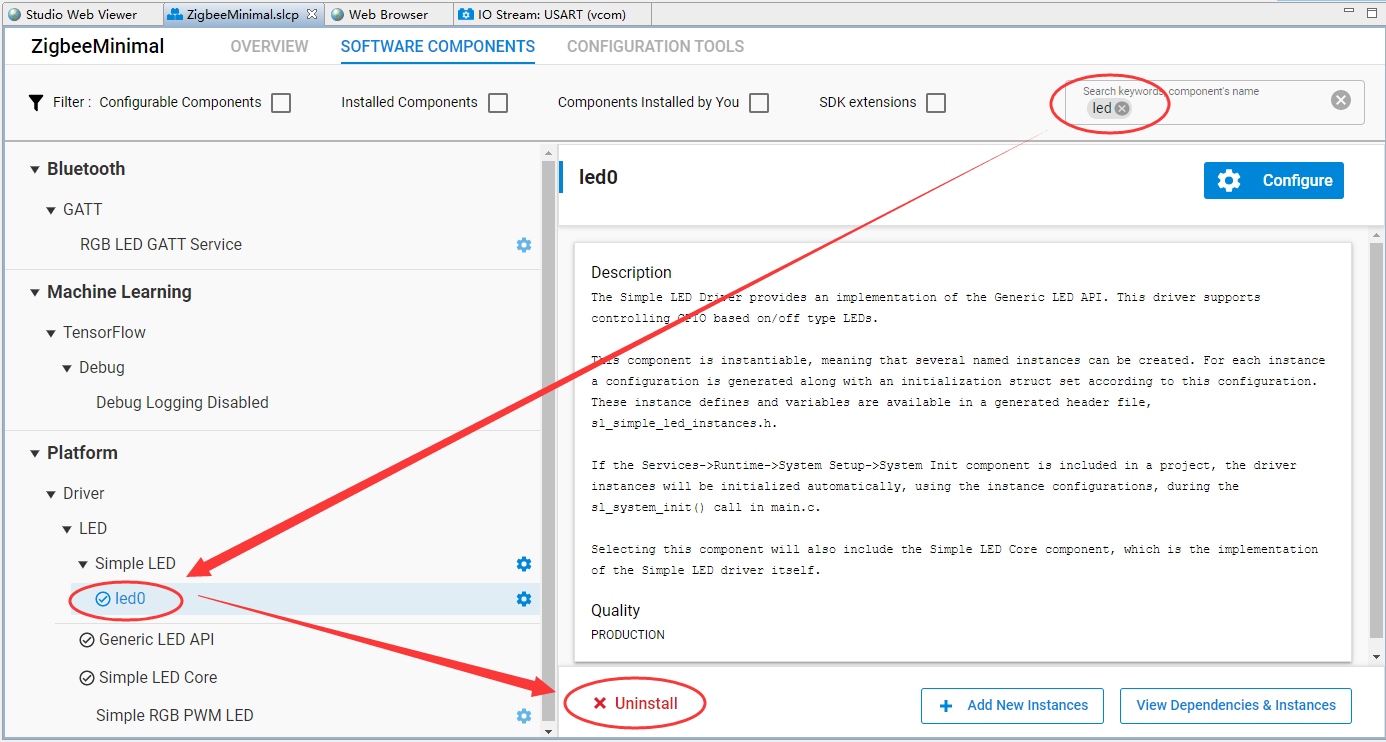 Studio Web Viewer
ZigbeeMinimal.slcp
Web Browser
IO Stream: USART (vcom)
ZigbeeMinimal
OVERVIEW
SOFTWARE COMPONENTS
CONFIGURATION TOOLS
Filter :
Configurable Components
Installed Components
Components Installed by You
SDK extensions
Search keywords, component's name
led
Bluetooth
GATT
RGB LED GATT Service
Machine Learning
TensorFlow
Debug
Debug Logging Disabled
Platform
Driver
LED
Simple LED
led0
Generic LED API
Simple LED Core
Simple RGB PWM LED
led0
Configure
Description
The Simple LED Driver provides an implementation of the Generic LED API. This driver supports
controlling GPIO based on/off type LEDs.
This component is instantiable, meaning that several named instances can be created. For each instance
a configuration is generated along with an initialization struct set according to this configuration.
These instance defines and variables are available in a generated header file,
sl_simple_led_instances.h.
If the Services->Runtime->System Setup->System Init component is included in a project, the driver
instances will be initialized automatically, using the instance configurations, during the
sl_system_init() call in main.c.
Selecting this component will also include the Simple LED Core component, which is the implementation
of the Simple LED driver itself.
Quality
PRODUCTION
Uninstall
Add New Instances
View Dependencies & Instances